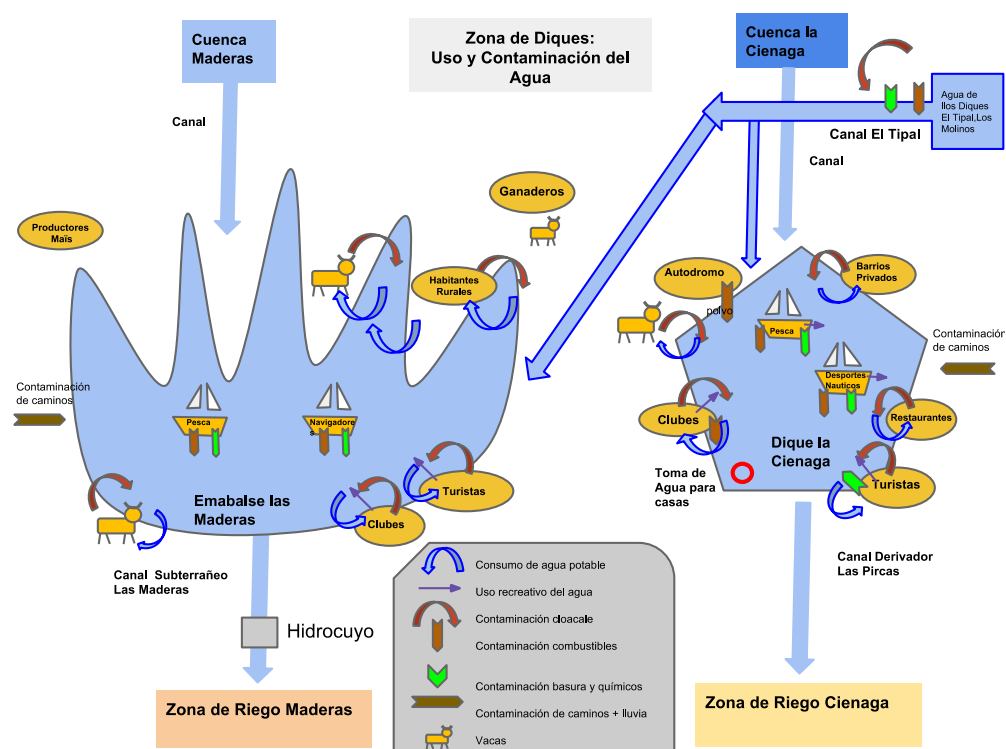 Cuenca
Maderas
Zona de Diques:
Uso y Contaminación del
Agua
Cuenca la
Cienaga
Agua de
llos Diques
El Tipal,Los
Molinos
Canal
Canal El Tipal
Canal
Ganaderos
Productores
Maïs
Habitantes
Rurales
Autodromo
polvo
Barrios
Privados
Pesca
Contaminación
de caminos
Contaminación
de caminos
Desportes
Nauticos
Pesca
Navigadore
s
Clubes
Restaurantes
Dique la
Cienaga
Toma de
Agua para
casas
Turistas
Turistas
Emabalse las
Maderas
Clubes
Canal Subterrañeo
Las Maderas
Canal Derivador
Las Pircas
Hidrocuyo
Consumo de agua potable
Uso recreativo del agua
Contaminación cloacale
Contaminación combustibles
Contaminación basura y químicos
Contaminación de caminos + lluvia
Vacas
Zona de Riego Maderas
Zona de Riego Cienaga